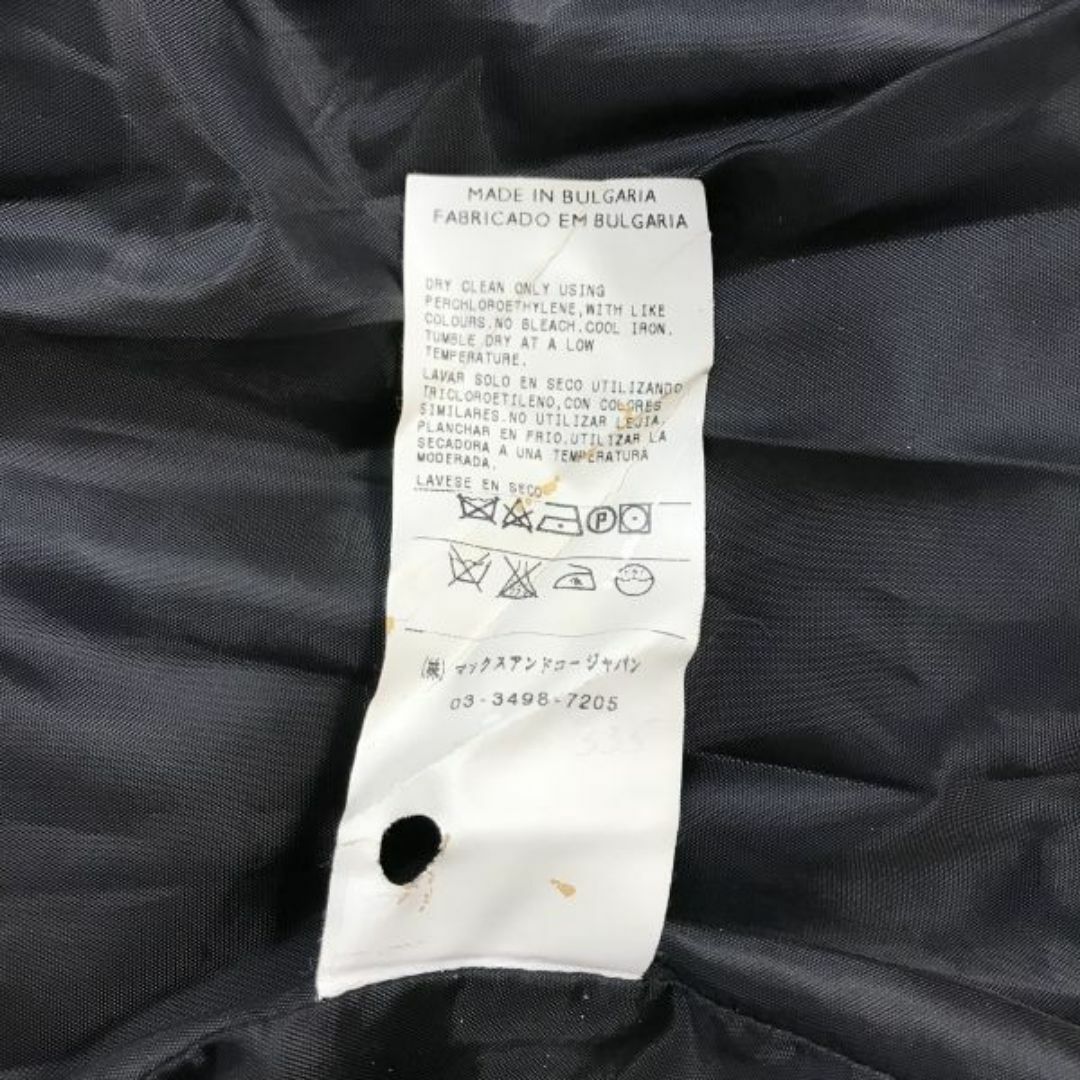 MADE IN BULGARIA
FABRICADO EM BULGARIA
DRY CLEAN ONLY USING
PERCHLOROETHYLENE,WITH LIKE
COLOURS.NO BLEACH.COOL IRON.
TUMBLE DRY AT A LOW
TEMPERATURE.
LAVAR SOLO EN SECO UTILIZANDO
TRICLOROETILENO,CON COLORES
SIMILARES.NO UTILIZAR LEJIA.
PLANCHAR EN FRIO.UTILIZAR LA
SECADORA A UNA TEMPERATURA
MODERADA.
LAVESE EN SECO
P
(株) マックスアンドコージャパン
03-3498-7205